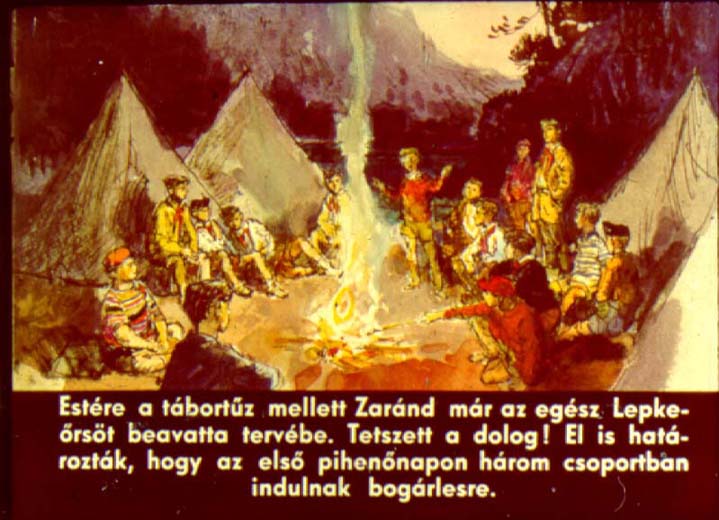 Estére a tábortűz mellett Zaránd már az egész Lepke-
őrsöt beavatta tervébe. Tetszett a dolog! El is hatá-
rozták, hogy az első pihenőnapon három csoportban
indulnak bogárlesre.